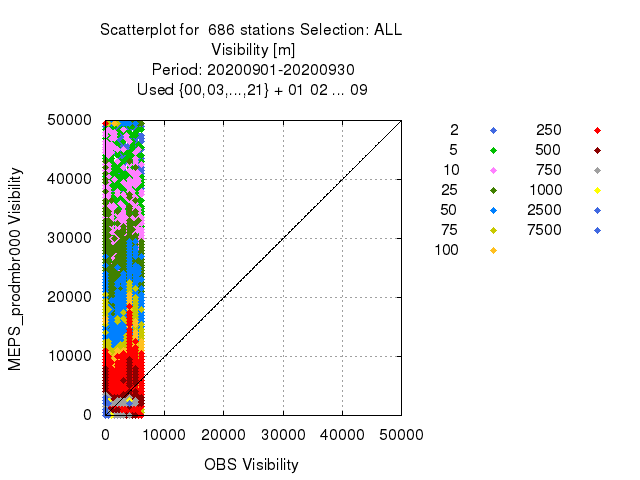 Scatterplot for  686 stations Selection: ALL
Visibility [m]
Period: 20200901-20200930
Used {00,03,...,21} + 01 02 ... 09
MEPS_prodmbr000 Visibility
50000
40000
30000
20000
10000
0
0 10000 20000 30000 40000 50000
OBS Visibility
2 250
5 500
10 750
25 1000
50 2500
75 7500
100